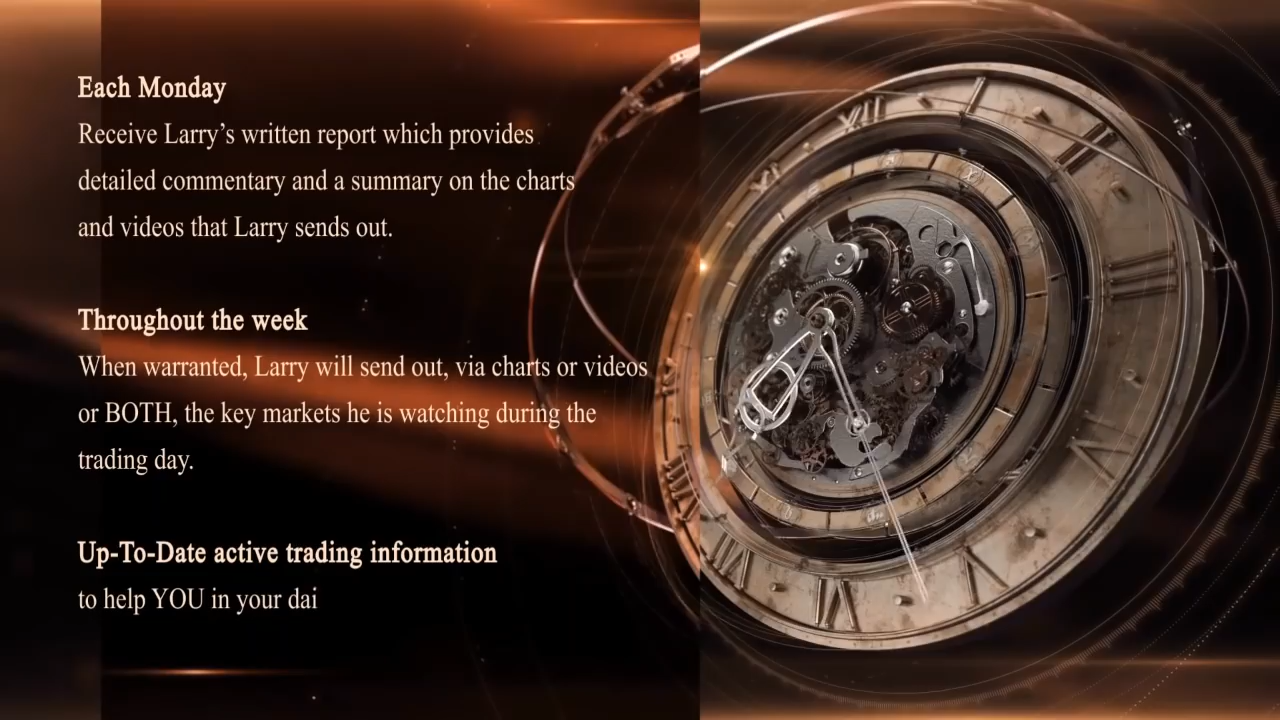 Each Monday
Receive Larry’s written report which provides
detailed commentary and a summary on the charts
and videos that Larry sends out.
Throughout the week
When warranted, Larry will send out, via charts or videos
or BOTH, the key markets he is watching during the
trading day.
Up-To-Date active trading information
to help YOU in your dai
XII
I
II
III